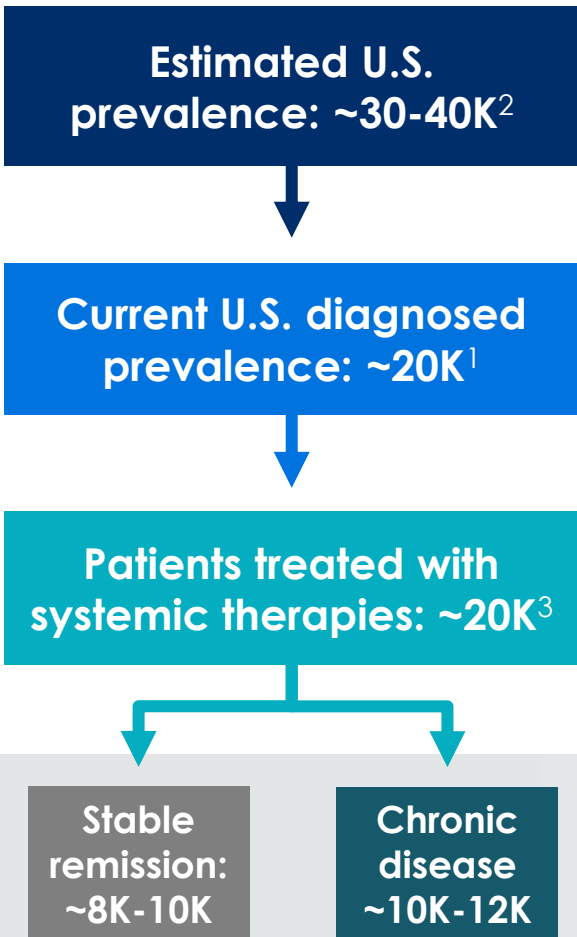 Estimated U.S.
prevalence: ~30-40K²
Current U.S. diagnosed
prevalence: ~20K¹
Patients treated with
systemic therapies: ~20K³
Stable
remission:
~8K-10K
Chronic
disease
~10K-12K